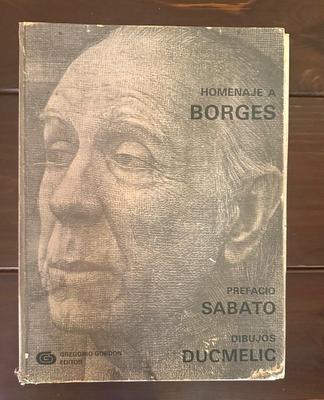 HOMENAJE A
BORGES
PREFACIO
SABATO
DIBUJOS
DUCMELIC
GREGORIO GORDON
EDITOR